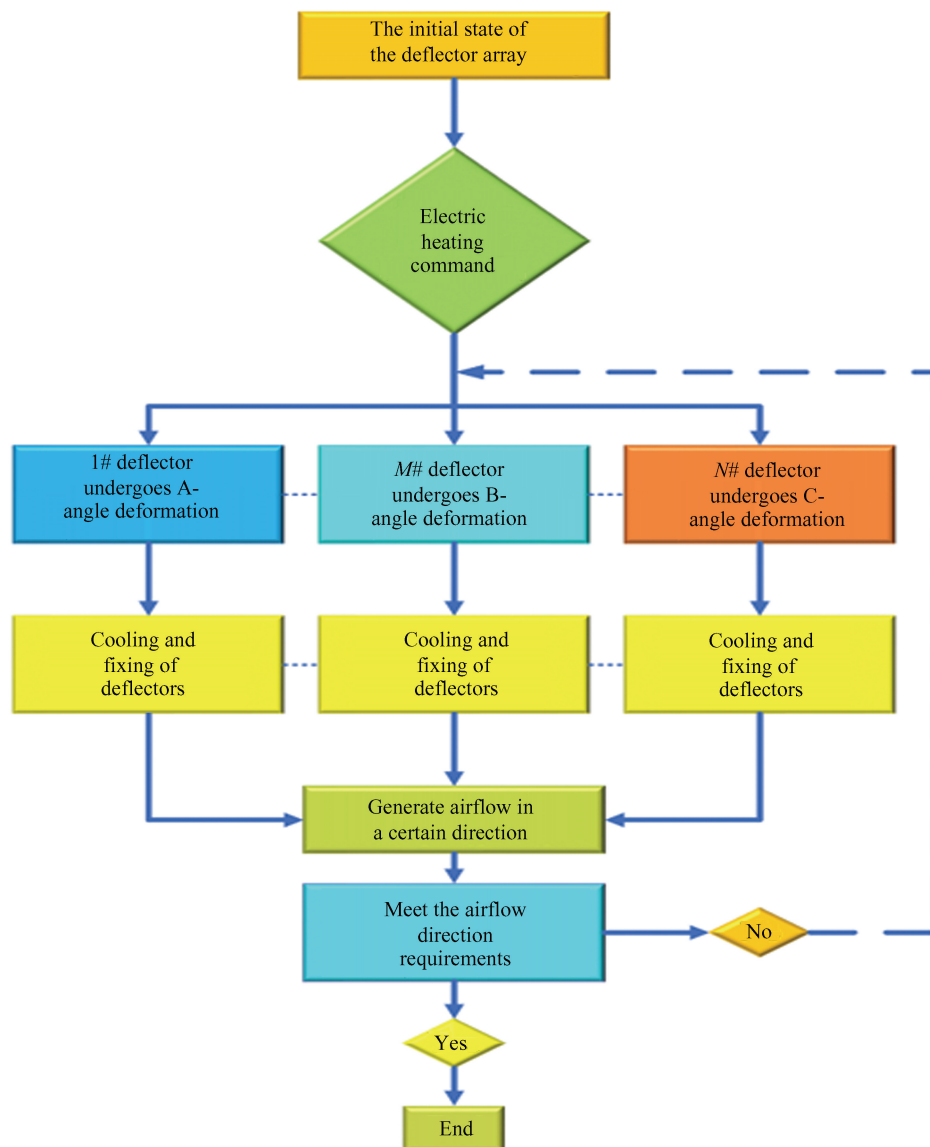 The initial state of
the deflector array
Electric
heating
command
1# deflector
undergoes A-
angle deformation
M# deflector
undergoes B-
angle deformation
N# deflector
undergoes C-
angle deformation
Cooling and
fixing of
deflectors
Cooling and
fixing of
deflectors
Cooling and
fixing of
deflectors
Generate airflow in
a certain direction
Meet the airflow
direction
requirements
No
Yes
End